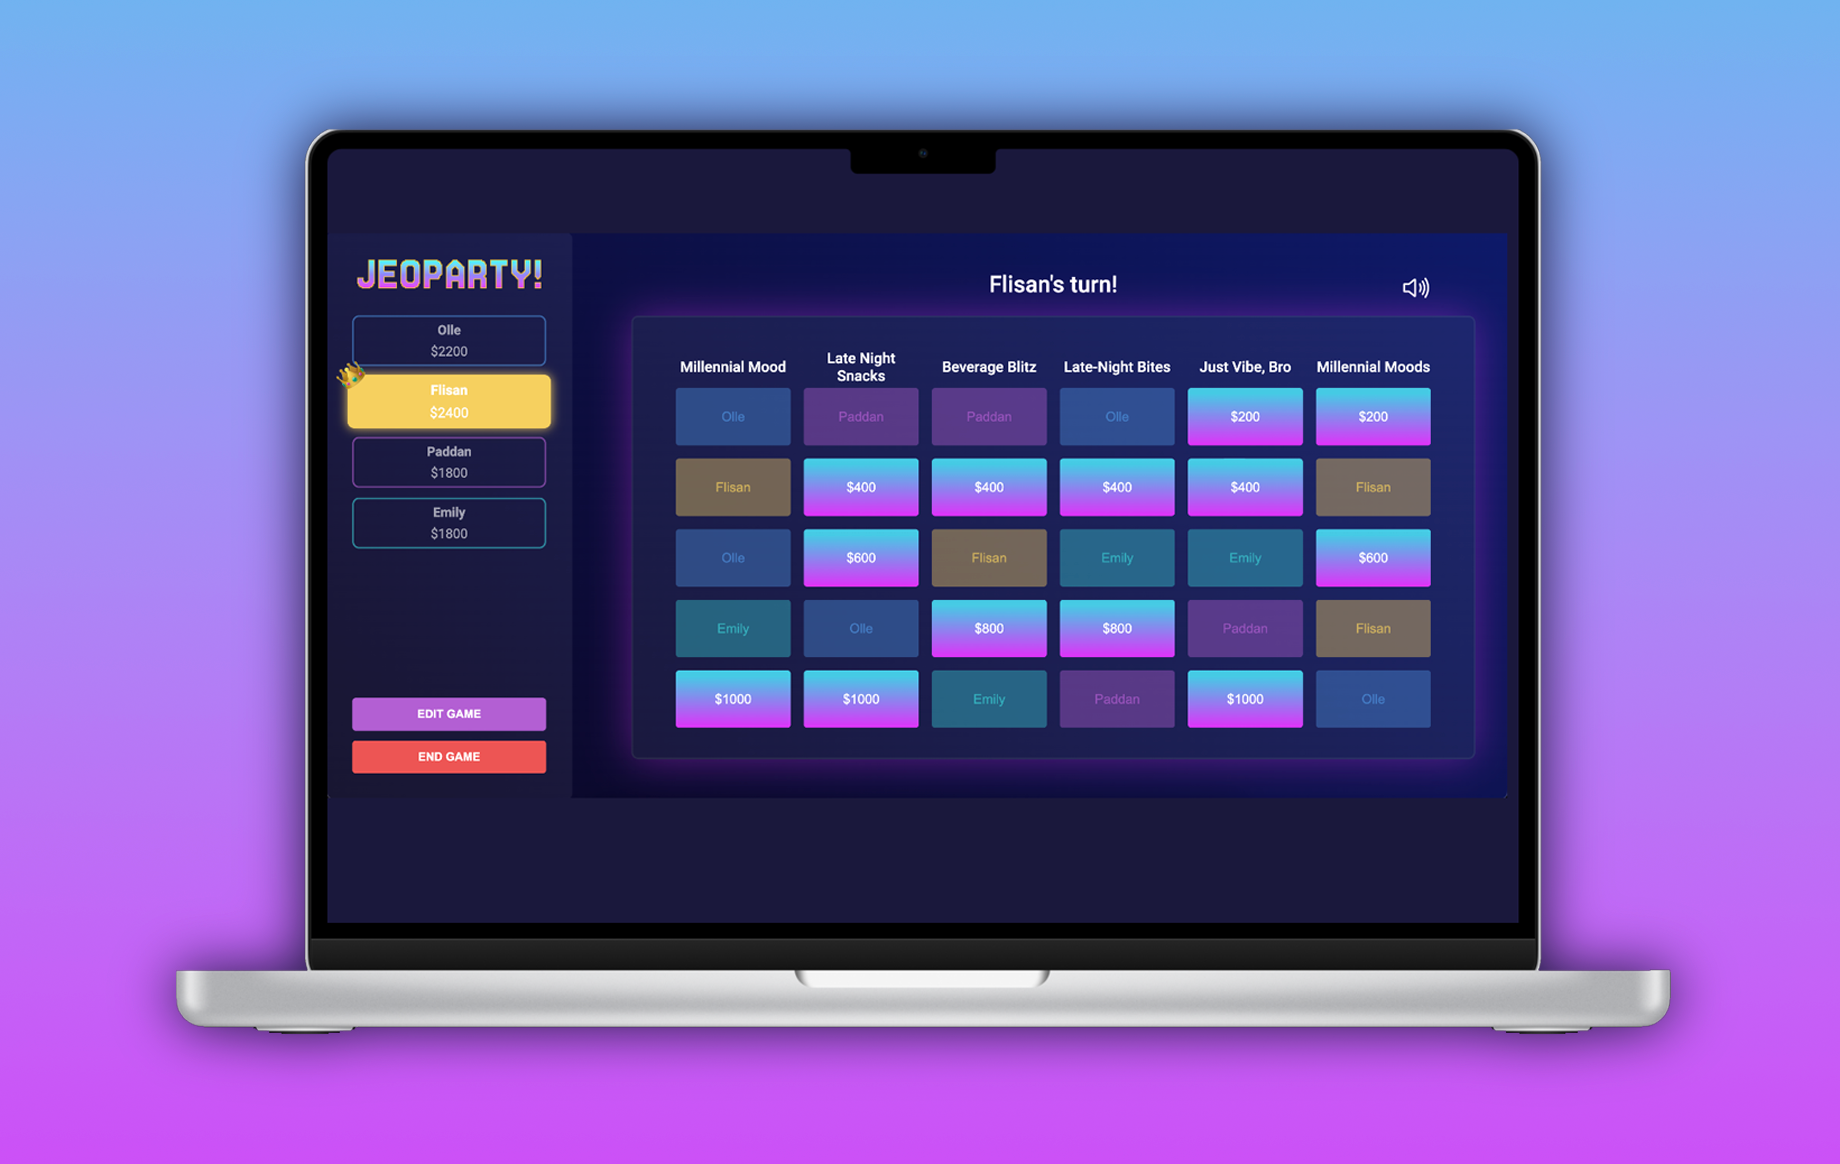 JEOPARTY!
Olle
$2200
Flisan
$2400
Paddan
$1800
Emily
$1800
EDIT GAME
END GAME
Flisan's turn!
Millennial Mood
Late Night
Snacks
Beverage Blitz
Late-Night Bites
Just Vibe, Bro
Millennial Moods
Olle
Paddan
Paddan
Olle
$200
$200
Flisan
$400
$400
$400
$400
Flisan
Olle
$600
Flisan
Emily
Emily
$600
Emily
Olle
$800
$800
Paddan
Flisan
$1000
$1000
Emily
Paddan
$1000
Olle